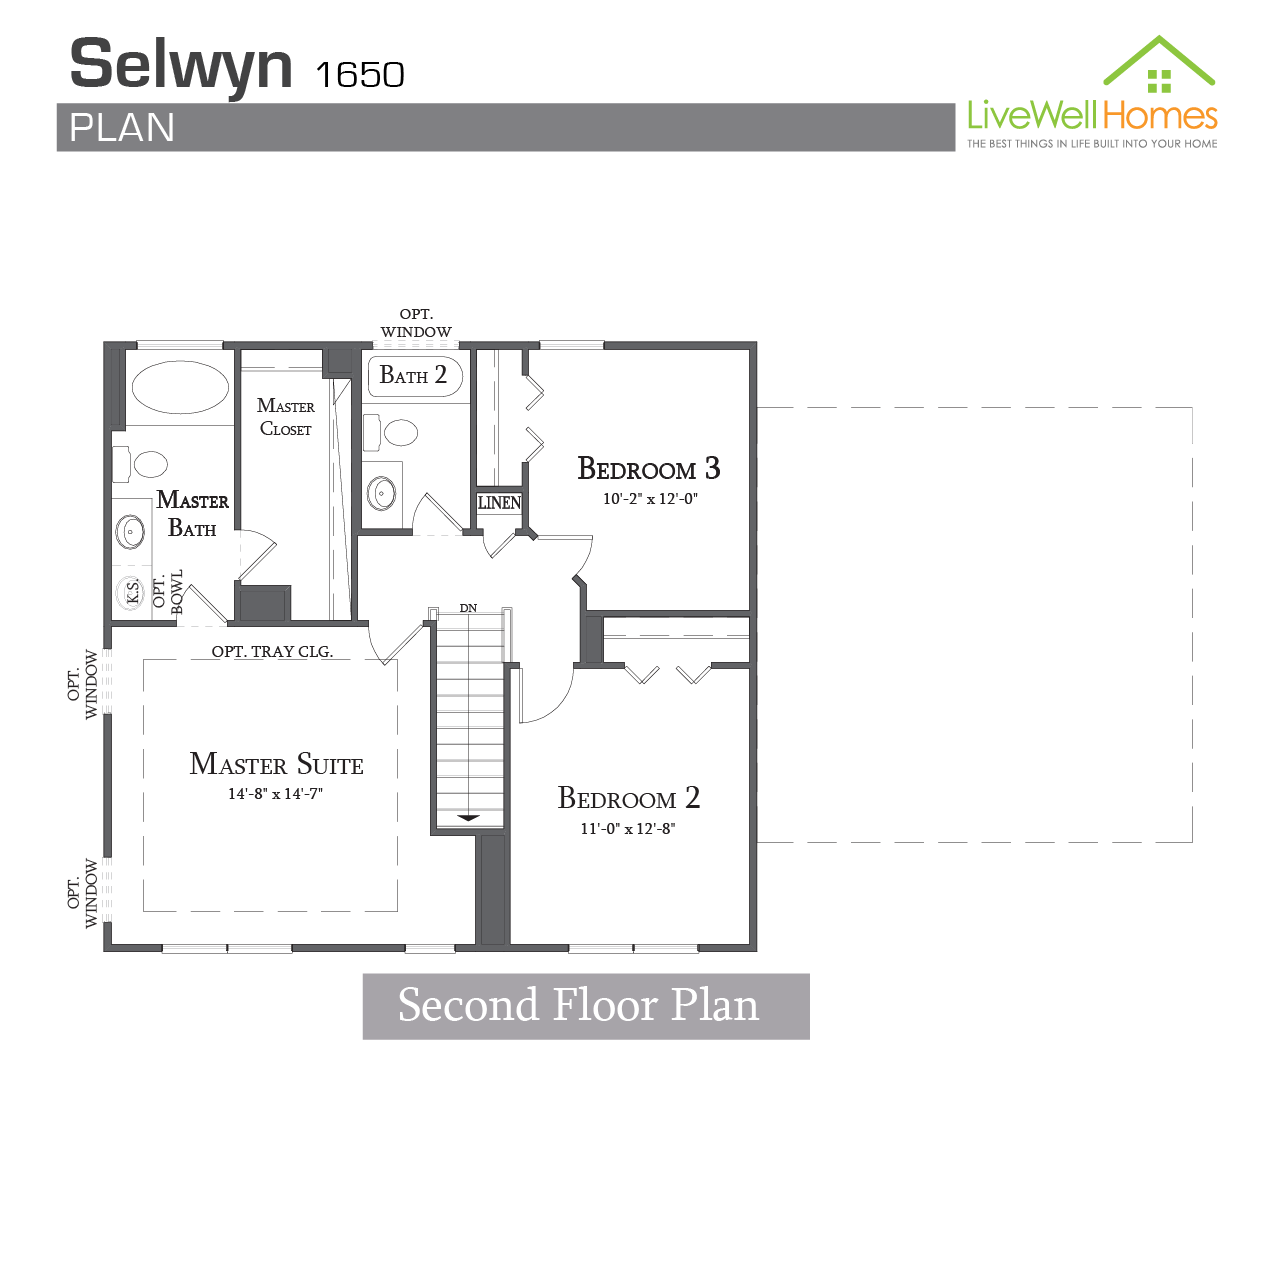 Selwyn 1650
PLAN
LiveWellHomes
THE BEST THINGS IN LIFE BUILT INTO YOUR HOME
OPT.
WINDOW
BATH 2
MASTER
CLOSET
BEDROOM 3
10'-2" x 12'-0"
MASTER
BATH
LINEN
K.S.
OPT.
BOWL
DN
OPT. TRAY CLG.
OPT.
WINDOW
MASTER SUITE
14'-8" x 14'-7"
BEDROOM 2
11'-0" x 12'-8"
OPT.
WINDOW
Second Floor Plan